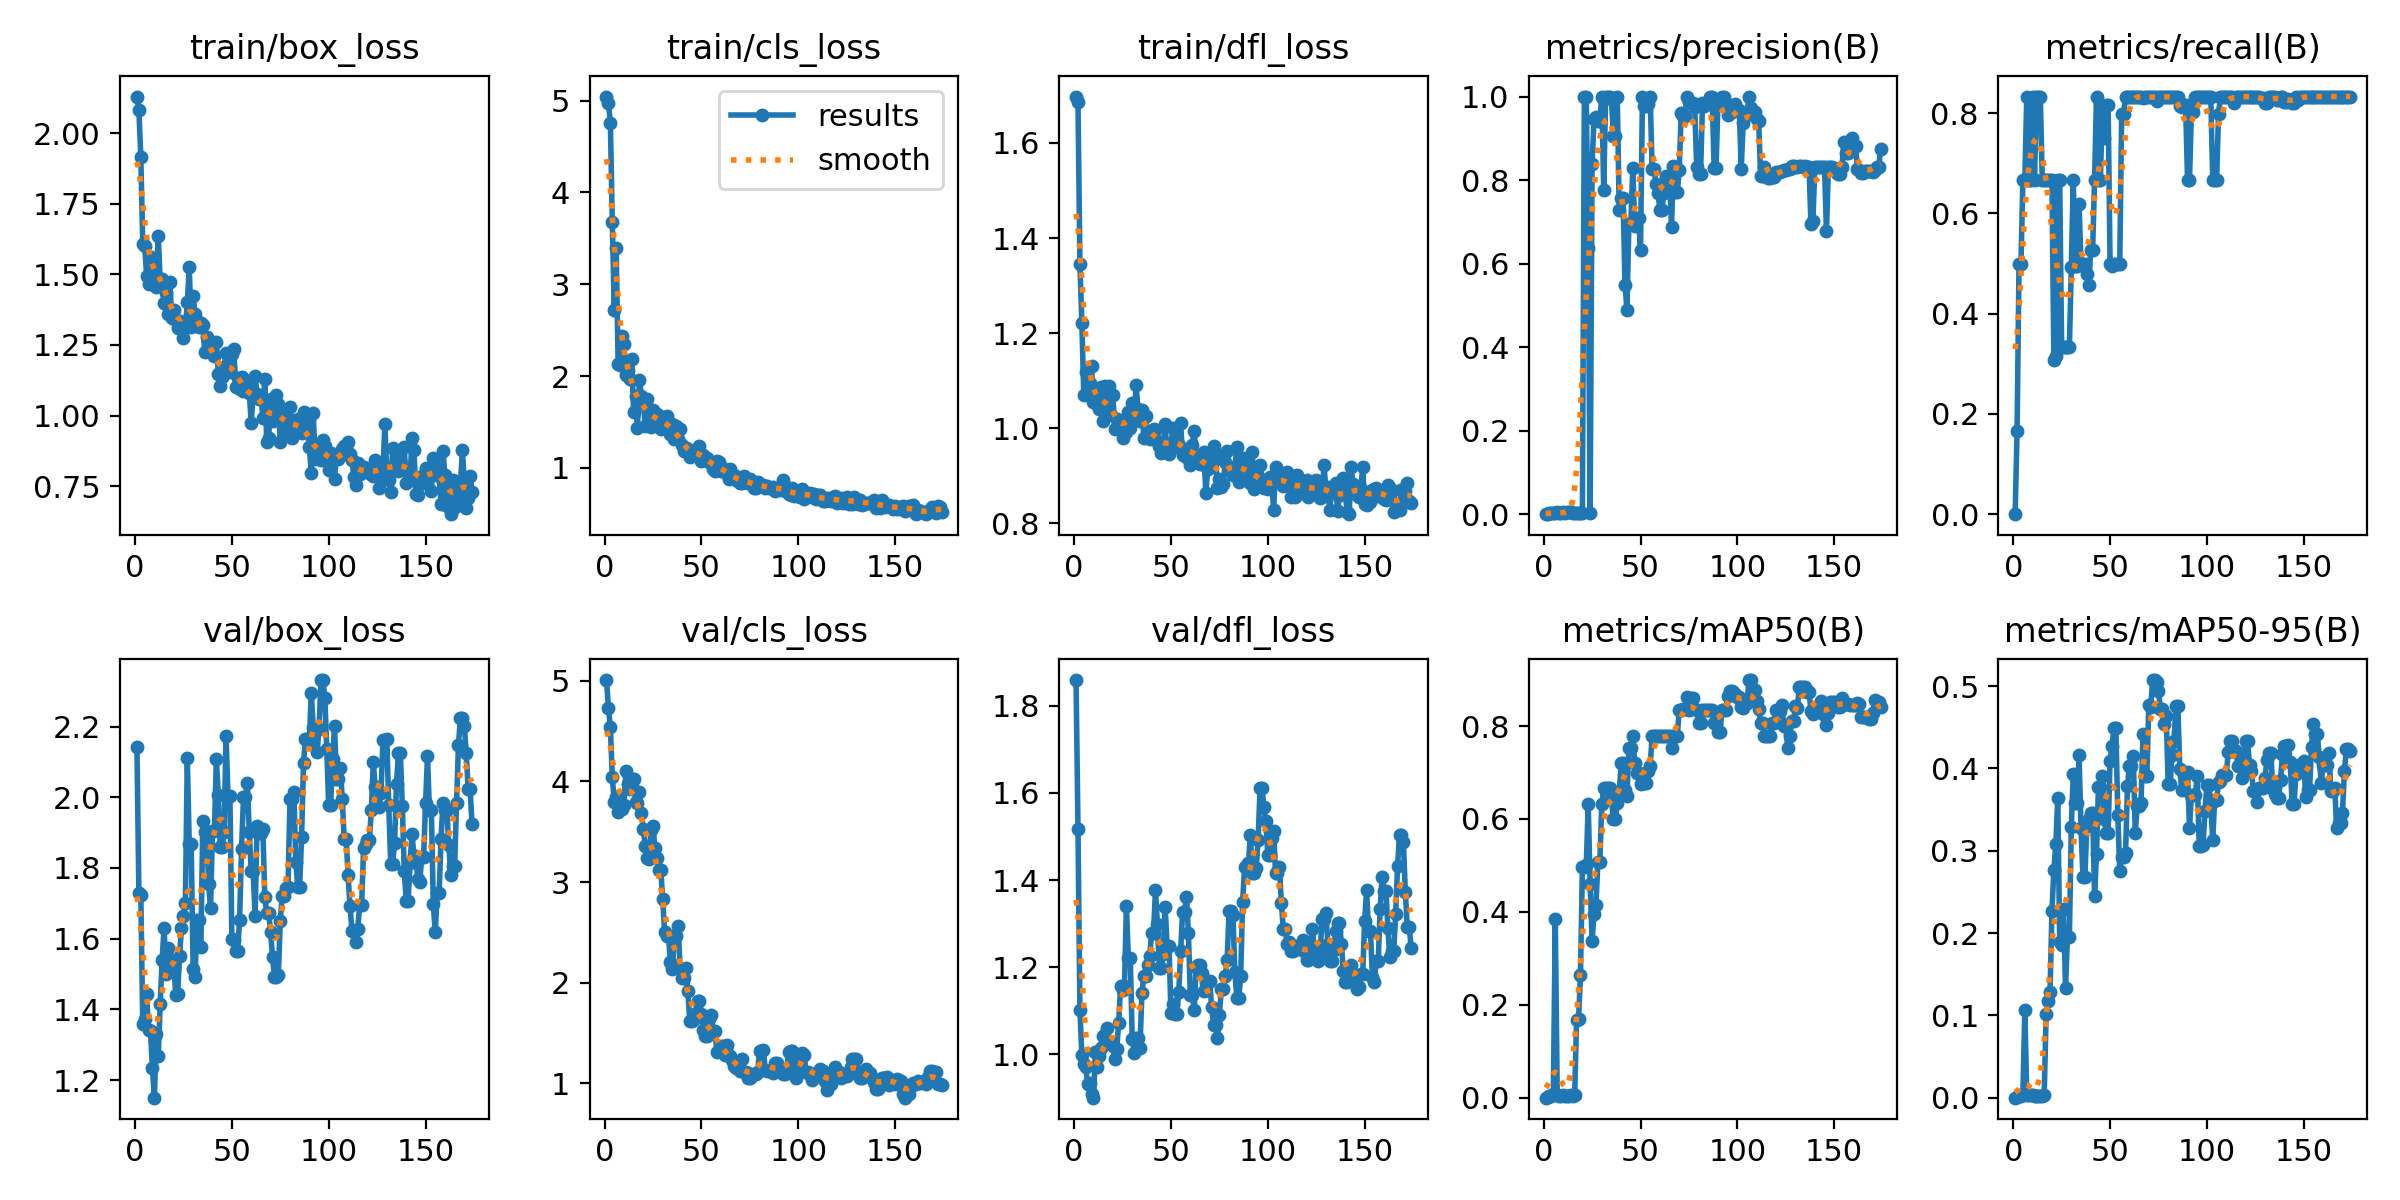 train/box_loss
2.00
1.75
1.50
1.25
1.00
0.75
0 50 100 150
train/cls_loss
results
smooth
5
4
3
2
1
0 50 100 150
train/dfl_loss
1.6
1.4
1.2
1.0
0.8
0 50 100 150
metrics/precision(B)
1.0
0.8
0.6
0.4
0.2
0.0
0 50 100 150
metrics/recall(B)
0.8
0.6
0.4
0.2
0.0
0 50 100 150
val/box_loss
2.2
2.0
1.8
1.6
1.4
1.2
0 50 100 150
val/cls_loss
5
4
3
2
1
0 50 100 150
val/dfl_loss
1.8
1.6
1.4
1.2
1.0
0 50 100 150
metrics/mAP50(B)
0.8
0.6
0.4
0.2
0.0
0 50 100 150
metrics/mAP50-95(B)
0.5
0.4
0.3
0.2
0.1
0.0
0 50 100 150